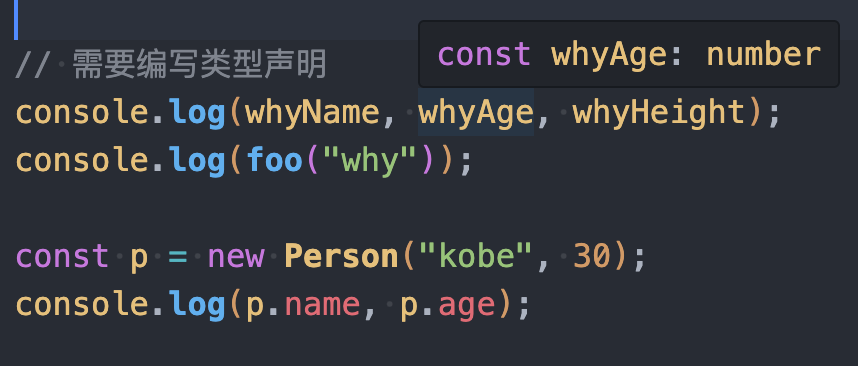 const whyAge: number
// 需要编写类型声明
console.log(whyName, whyAge, whyHeight);
console.log(foo("why"));
const p = new Person("kobe", 30);
console.log(p.name, p.age);